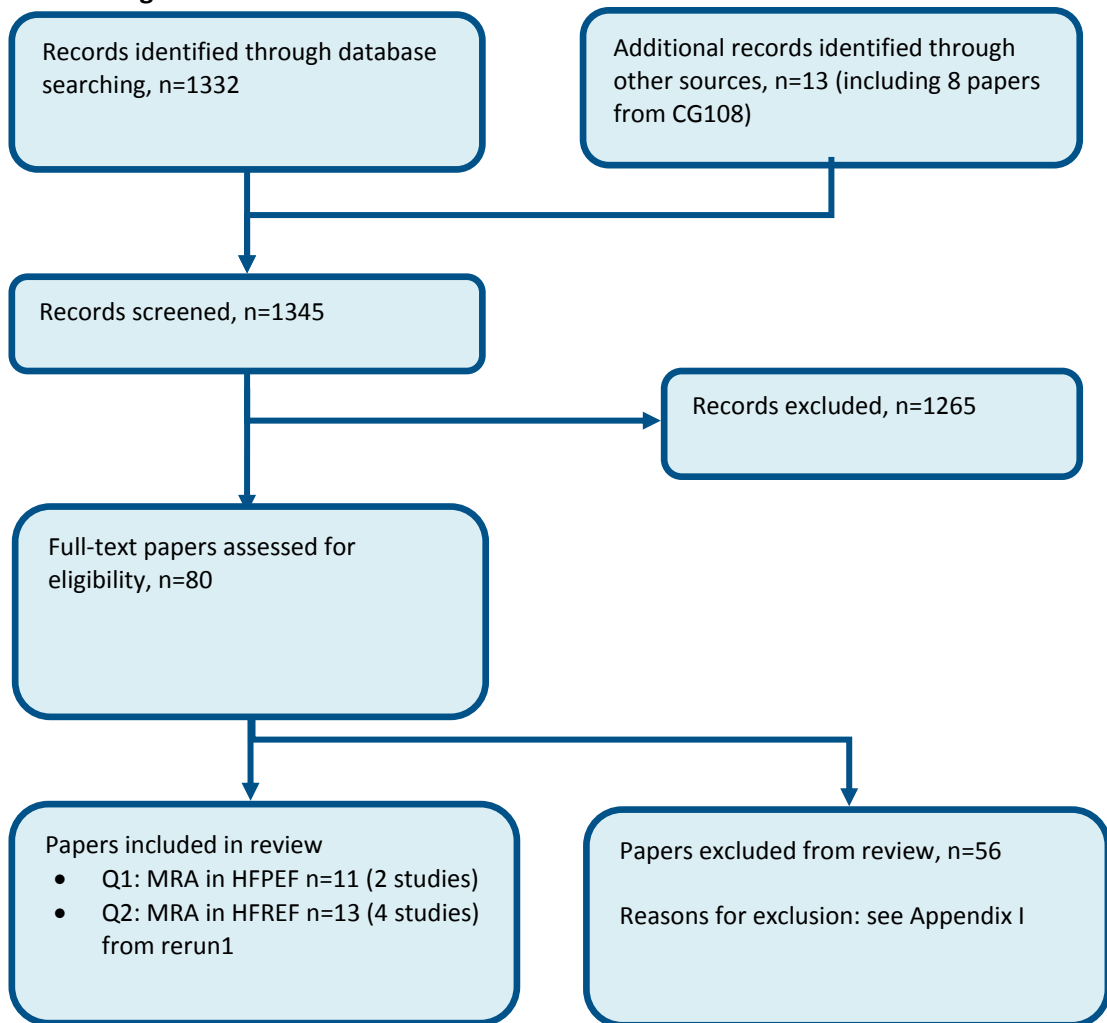 Records identified through database
searching, n=1332
Additional records identified through
other sources, n=13 (including 8 papers
from CG108)
Records screened, n=1345
Records excluded, n=1265
Full-text papers assessed for
eligibility, n=80
Papers included in review
• Q1: MRA in HFPEF n=11 (2 studies)
• Q2: MRA in HFREF n=13 (4 studies)
from rerun1
Papers excluded from review, n=56
Reasons for exclusion: see Appendix I